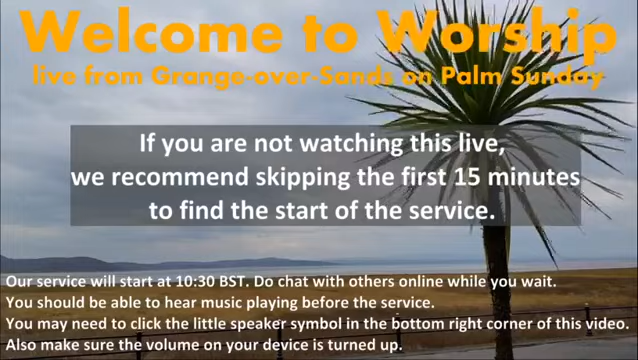 Welcome to Worship
live from Grange-over-Sands on Palm Sunday
If you are not watching this live,
we recommend skipping the first 15 minutes
to find the start of the service.
Our service will start at 10:30 BST. Do chat with others online while you wait.
You should be able to hear music playing before the service.
You may need to click the little speaker symbol in the bottom right corner of this video.
Also make sure the volume on your device is turned up.